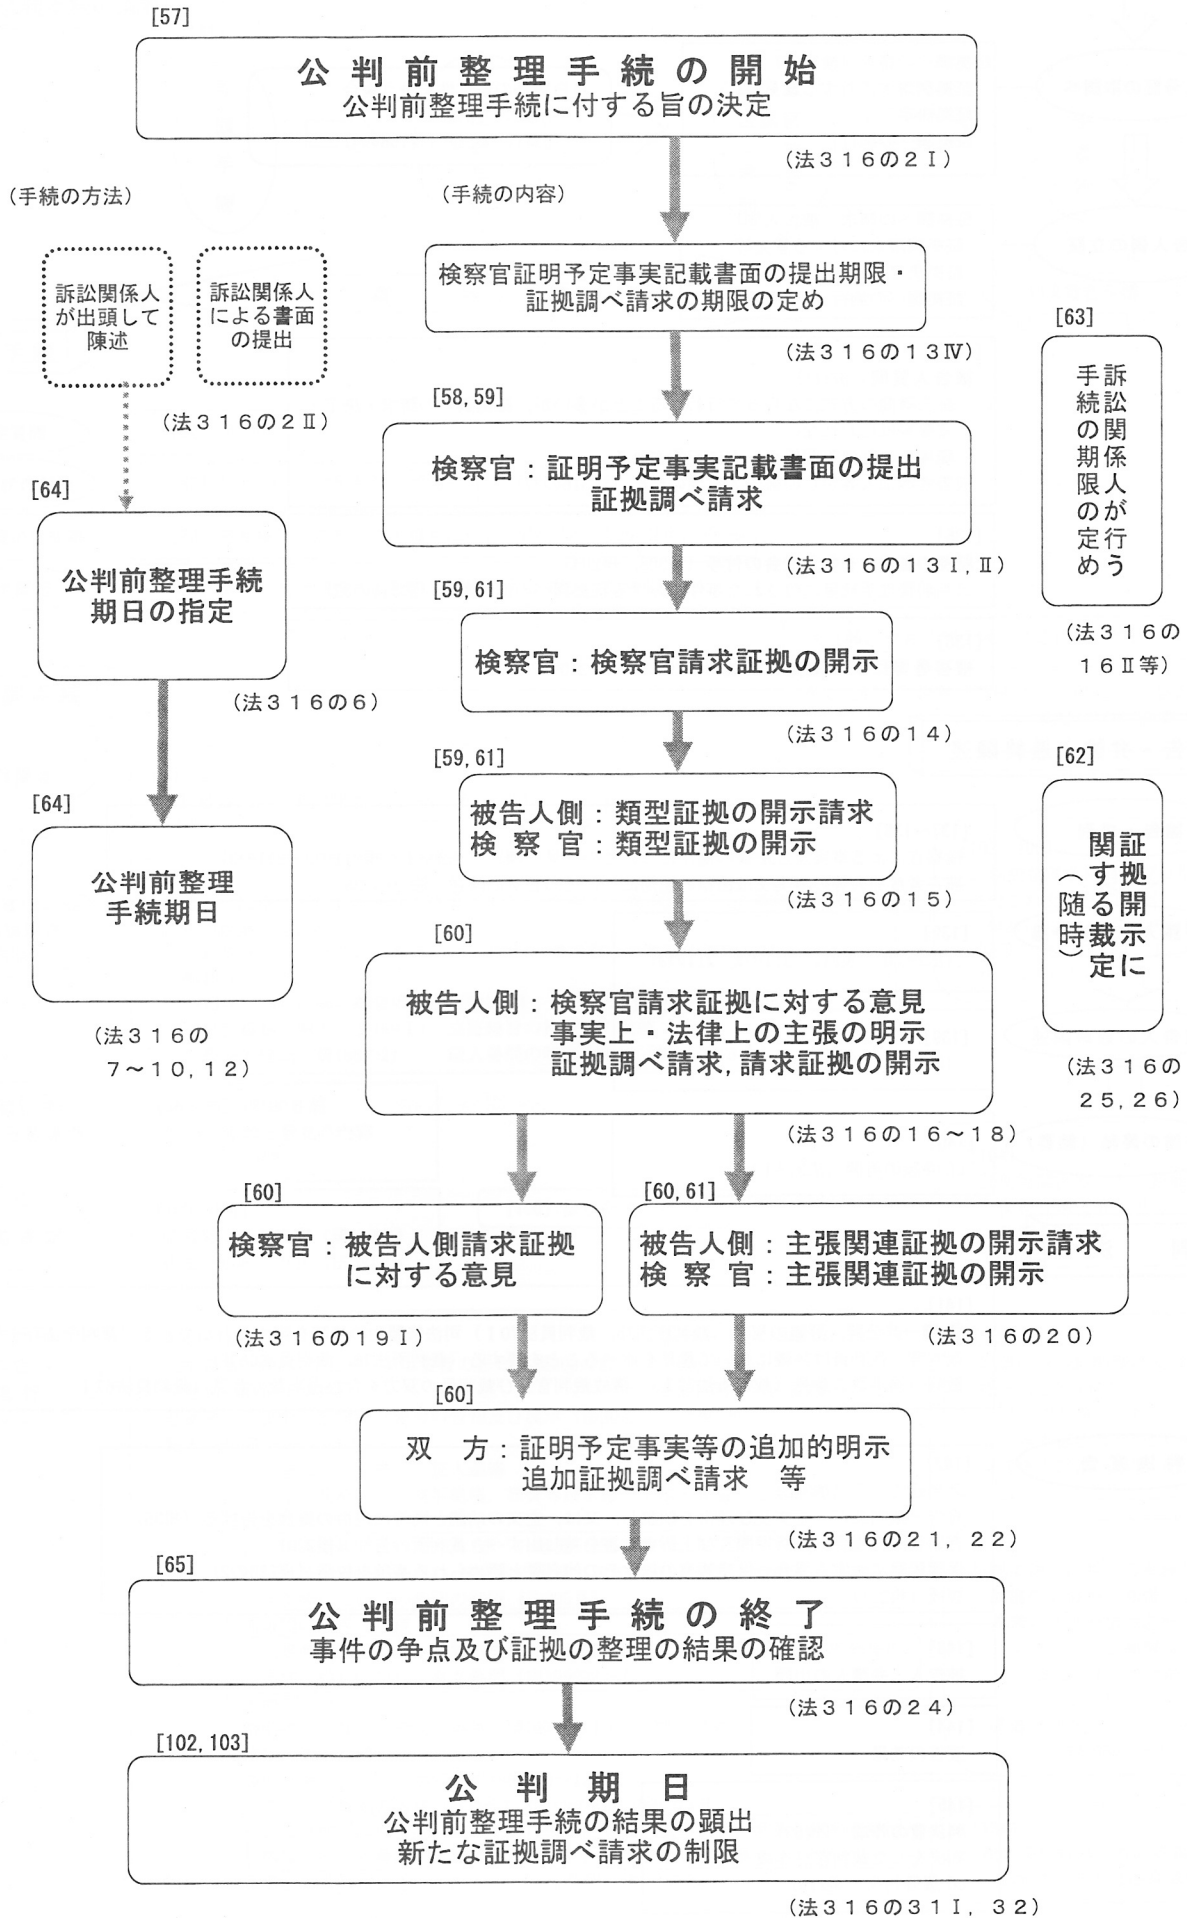 [57]
公判前整理手続の開始
公判前整理手続に付する旨の決定
(法316の2Ⅰ)
(手続の方法)
(手続の内容)
訴訟関係人
が出頭して
陳述
訴訟関係人
による書面
の提出
(法316の2Ⅱ)
[64]
公判前整理手続
期日の指定
(法316の6)
[64]
公判前整理
手続期日
(法316の
7～10,12)
検察官証明予定事実記載書面の提出期限・
証拠調べ請求の期限の定め
(法316の13Ⅳ)
[58,59]
検察官：証明予定事実記載書面の提出
証拠調べ請求
(法316の13Ⅰ,Ⅱ)
[59,61]
検察官：検察官請求証拠の開示
(法316の14)
[59,61]
被告人側：類型証拠の開示請求
検察官：類型証拠の開示
(法316の15)
[60]
被告人側：検察官請求証拠に対する意見
事実上・法律上の主張の明示
証拠調べ請求,請求証拠の開示
(法316の16～18)
[63]
訴訟関係人が行う
手続の期限の定め
(法316の
16Ⅱ等)
[62]
証拠開示に
関する裁定
(随時)
(法316の
25,26)
[60]
検察官：被告人側請求証拠
に対する意見
(法316の19Ⅰ)
[60,61]
被告人側：主張関連証拠の開示請求
検察官：主張関連証拠の開示
(法316の20)
[60]
双　方：証明予定事実等の追加的明示
追加証拠調べ請求　等
(法316の21, 22)
[65]
公判前整理手続の終了
事件の争点及び証拠の整理の結果の確認
(法316の24)
[102,103]
公判期日
公判前整理手続の結果の顕出
新たな証拠調べ請求の制限
(法316の31Ⅰ, 32)